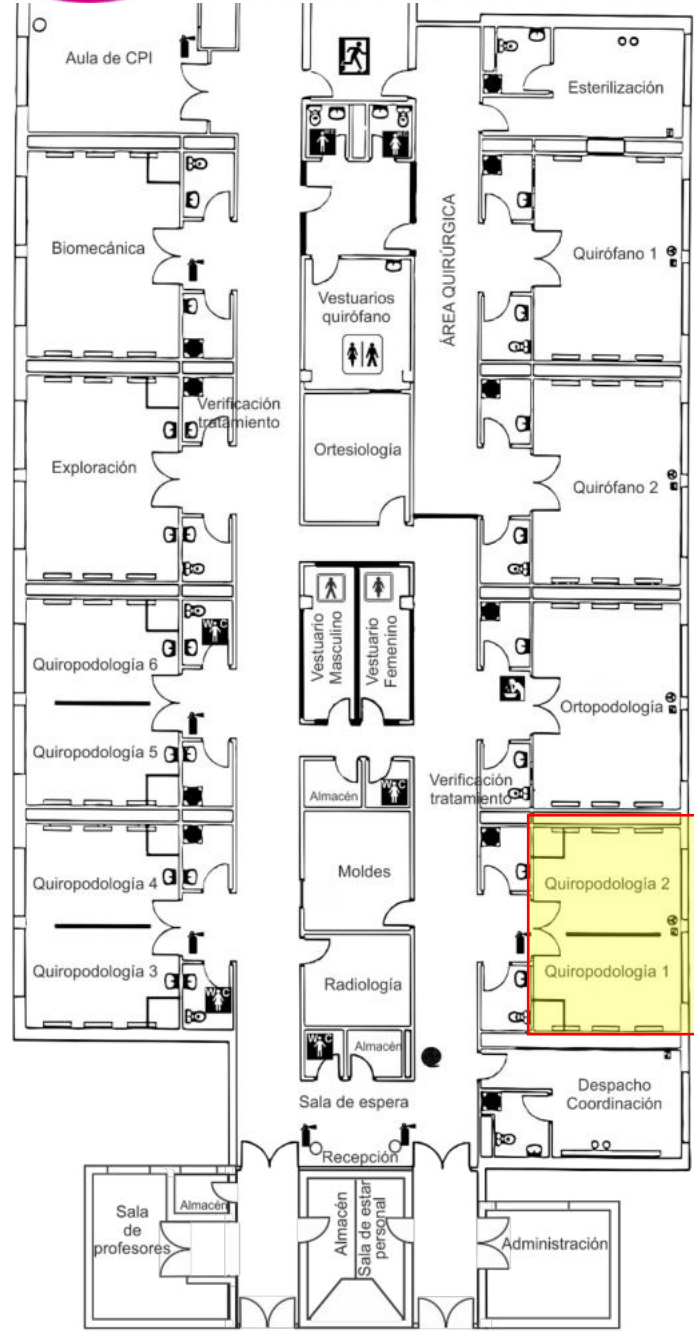 Aula de CPI
Esterilización
Biomecánica
Vestuarios
quirófano
ÁREA QUIRÚRGICA
Quirófano 1
Verificación
tratamiento
Exploración
Ortesiología
Quirófano 2
Quiropodología 6
W C
Quiropodología 5
Vestuario
Masculino
Vestuario
Femenino
Ortopodología
Almacén
W C
Verificación
tratamiento
Quiropodología 4
Quiropodología 3
W C
Moldes
Radiología
Quiropodología 2
Quiropodología 1
W C
Almacén
Sala de espera
Recepción
Despacho
Coordinación
Sala
de
profesores
Almacén
Almacén
Sala de estar
personal
Administración